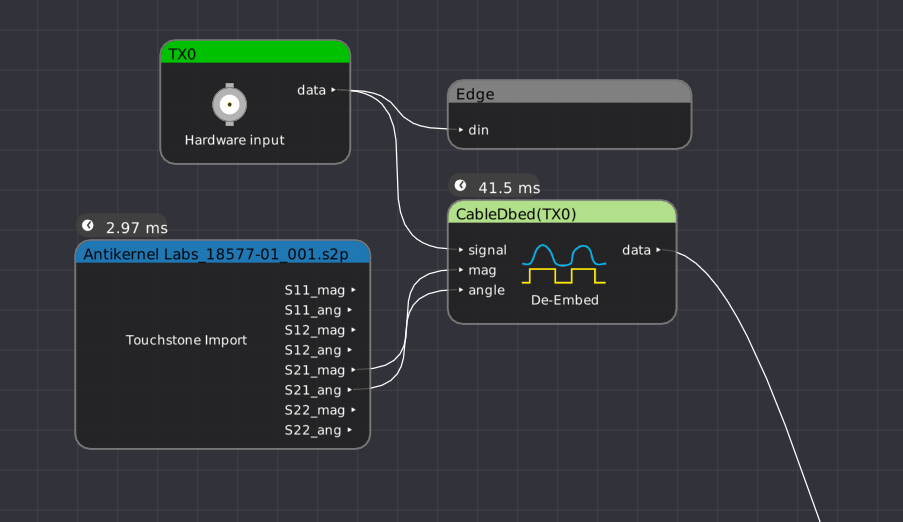 TX0
data
Hardware input
Edge
din
41.5 ms
CableDbed(TX0)
signal
mag
angle
data
De-Embed
2.97 ms
Antikernel Labs_18577-01_001.s2p
S11_mag
S11_ang
S12_mag
S12_ang
S21_mag
S21_ang
S22_mag
S22_ang
Touchstone Import